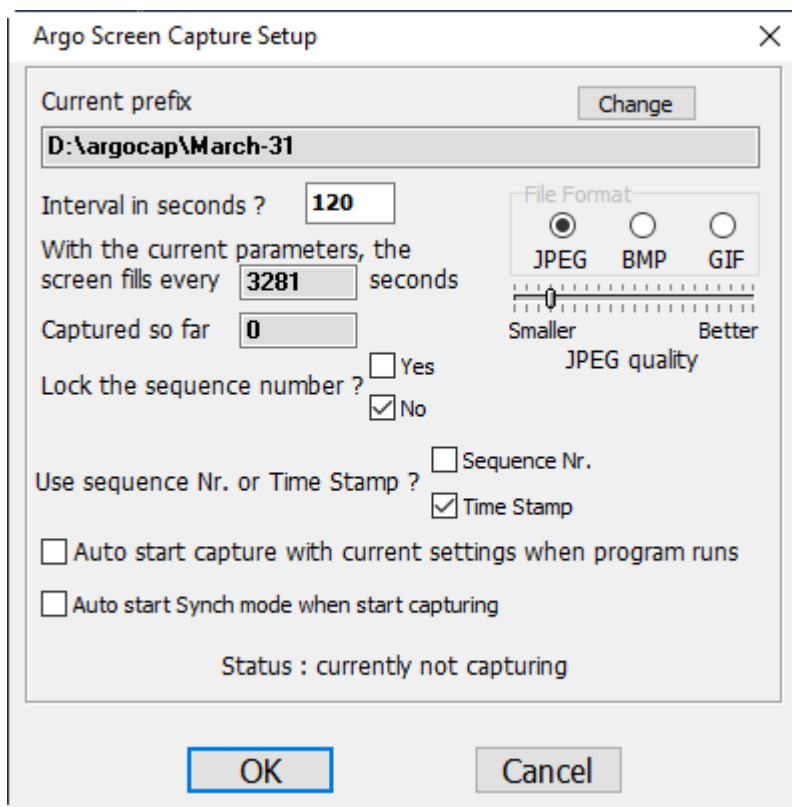 Argo Screen Capture Setup
Current prefix
Change
D:\argocap\March-31
Interval in seconds ? 120
File Format
JPEG BMP GIF
With the current parameters, the
screen fills every 3281 seconds
Smaller Better
JPEG quality
Captured so far 0
Lock the sequence number ?
Yes
No
Use sequence Nr. or Time Stamp ?
Sequence Nr.
Time Stamp
Auto start capture with current settings when program runs
Auto start Synch mode when start capturing
Status : currently not capturing
OK Cancel